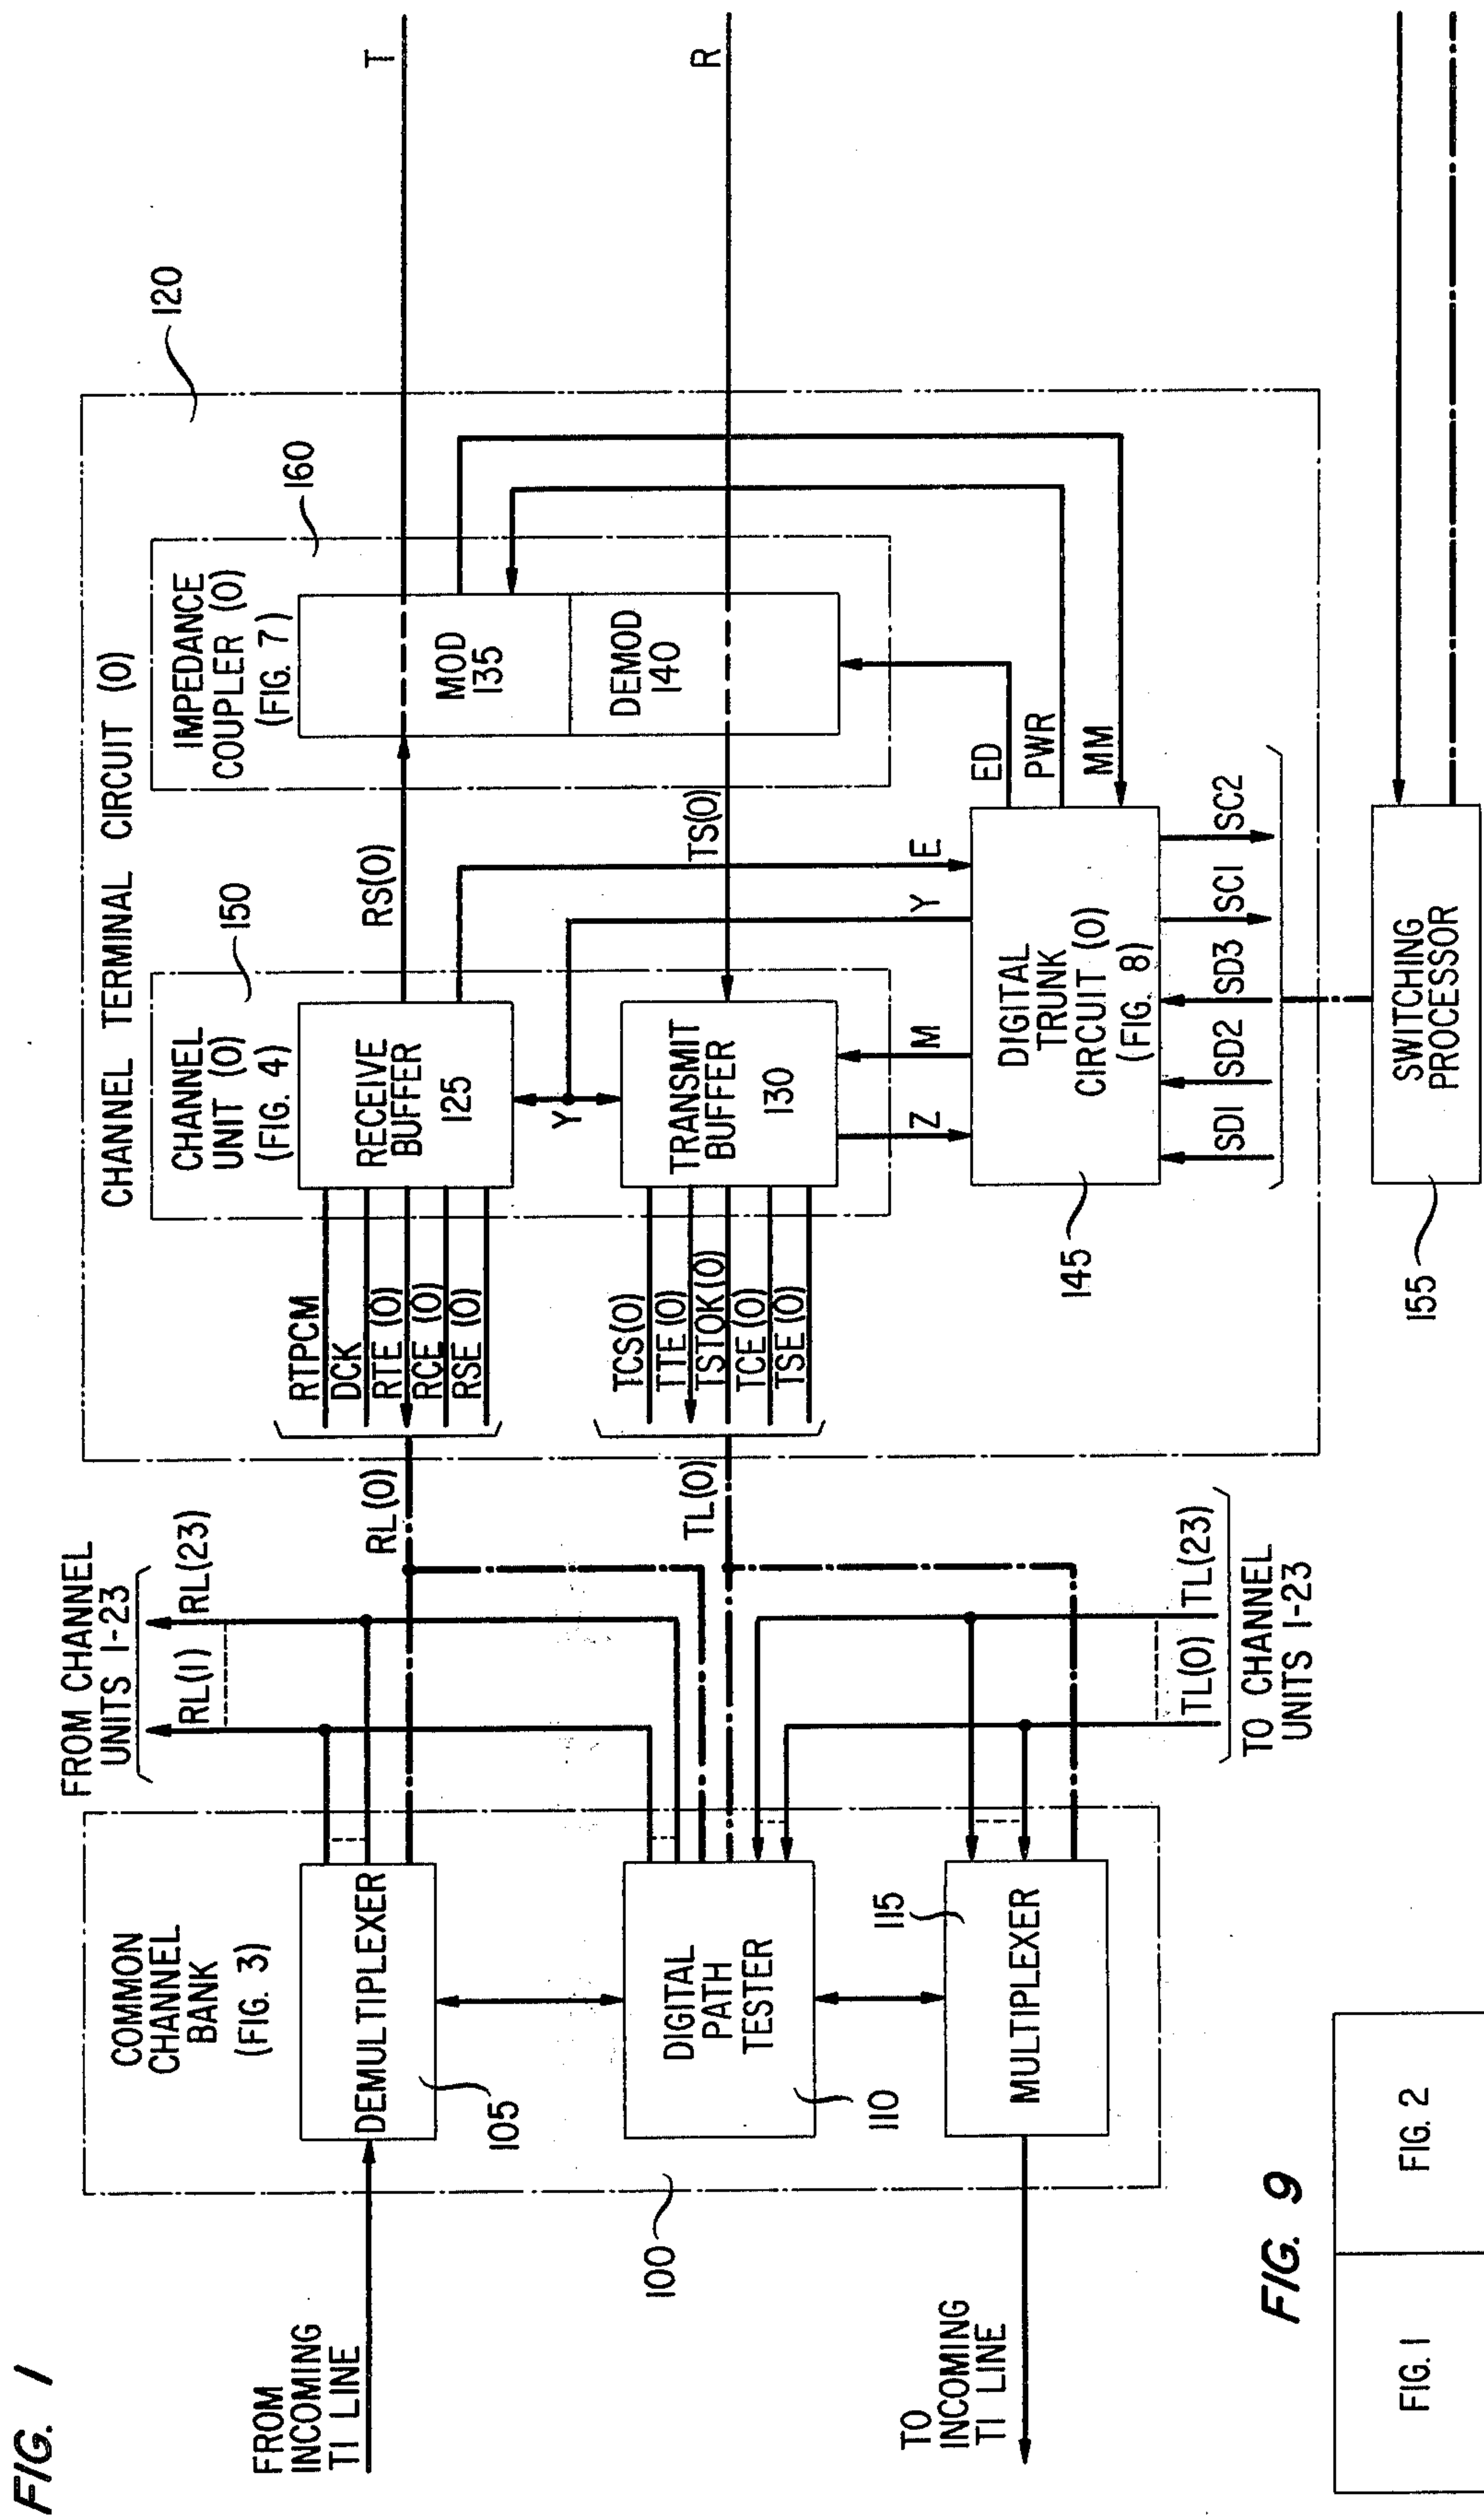 FIG. 1
FROM
INCOMING
T1 LINE
TO
INCOMING
T1 LINE
100
COMMON
CHANNEL
BANK
(FIG. 3)
DEMULTIPLEXER
105
DIGITAL
PATH
TESTER
110
MULTIPLEXER
115
FROM CHANNEL
UNITS 1-23
RL(1)
RL(23)
RL(0)
TL(0)
TL(0)
TL(23)
TO CHANNEL
UNITS 1-23
CHANNEL TERMINAL CIRCUIT (0)
120
RTPCM
DCK
RTE(0)
RCE(0)
RSE(0)
TCS(0)
TTE(0)
TSTOK(0)
TCE(0)
TSE(0)
CHANNEL
UNIT (0)
(FIG. 4)
150
RECEIVE
BUFFER
125
Y
TRANSMIT
BUFFER
130
RS(0)
TS(0)
IMPEDANCE
COUPLER (0)
(FIG. 7)
160
MOD
135
DEMOD
140
T
R
Z
M
Y
E
ED
PWR
MM
DIGITAL
TRUNK
CIRCUIT (0)
(FIG. 8)
145
SD1
SD2
SD3
SC1
SC2
SWITCHING
PROCESSOR
155
FIG. 9
FIG. 1
FIG. 2